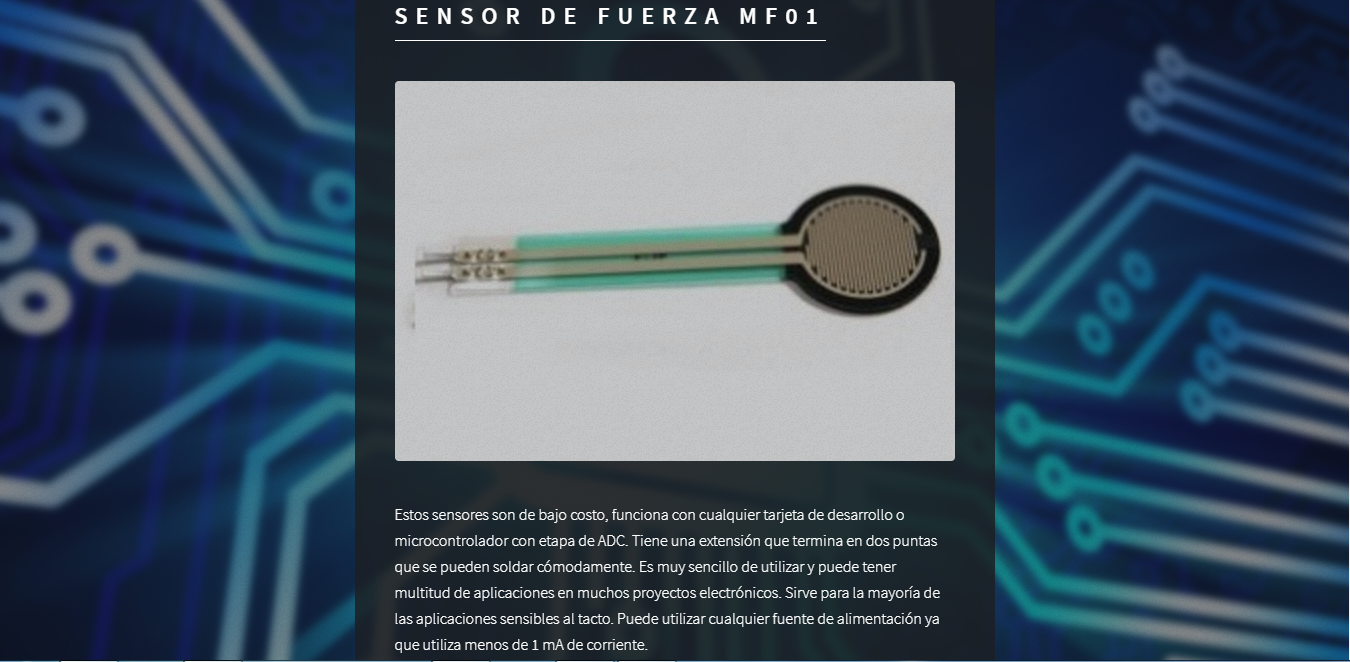 SENSOR DE FUERZA MF01
Estos sensores son de bajo costo, funciona con cualquier tarjeta de desarrollo o
microcontrolador con etapa de ADC. Tiene una extensión que termina en dos puntas
que se pueden soldar cómodamente. Es muy sencillo de utilizar y puede tener
multitud de aplicaciones en muchos proyectos electrónicos. Sirve para la mayoría de
las aplicaciones sensibles al tacto. Puede utilizar cualquier fuente de alimentación ya
que utiliza menos de 1 mA de corriente.